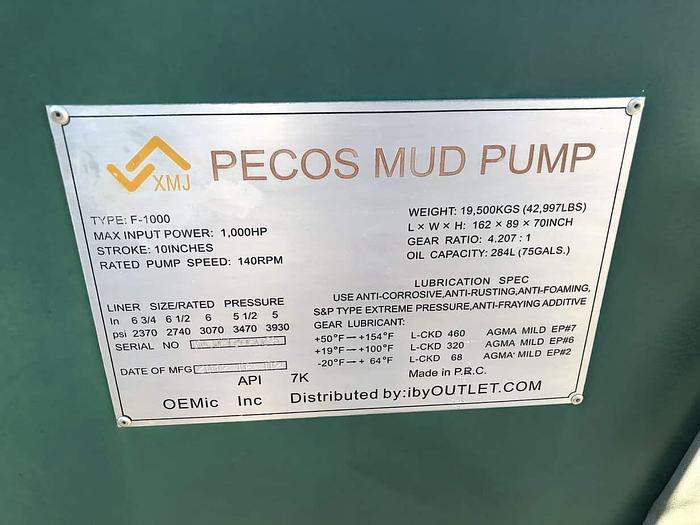 XMJ
PECOS MUD PUMP
TYPE: F-1000
MAX INPUT POWER: 1,000HP
STROKE: 10INCHES
RATED PUMP SPEED: 140RPM
WEIGHT: 19,500KGS (42,997LBS)
L × W × H: 162 × 89 × 70INCH
GEAR RATIO: 4.207 : 1
OIL CAPACITY: 284L (75GALS.)
LINER SIZE/RATED PRESSURE
In 6 3/4 6 1/2 6 5 1/2 5
psi 2370 2740 3070 3470 3930
SERIAL NO
DATE OF MFG
API 7K
LUBRICATION SPEC
USE ANTI-CORROSIVE,ANTI-RUSTING,ANTI-FOAMING,
S&P TYPE EXTREME PRESSURE,ANTI-FRAYING ADDITIVE
GEAR LUBRICANT:
+50°F — +154°F L-CKD 460 AGMA MILD EP#7
+19°F — +100°F L-CKD 320 AGMA MILD EP#6
-20°F — + 64°F L-CKD 68 AGMA MILD EP#2
Made in P.R.C.
OEMic Inc Distributed by:ibyOUTLET.COM